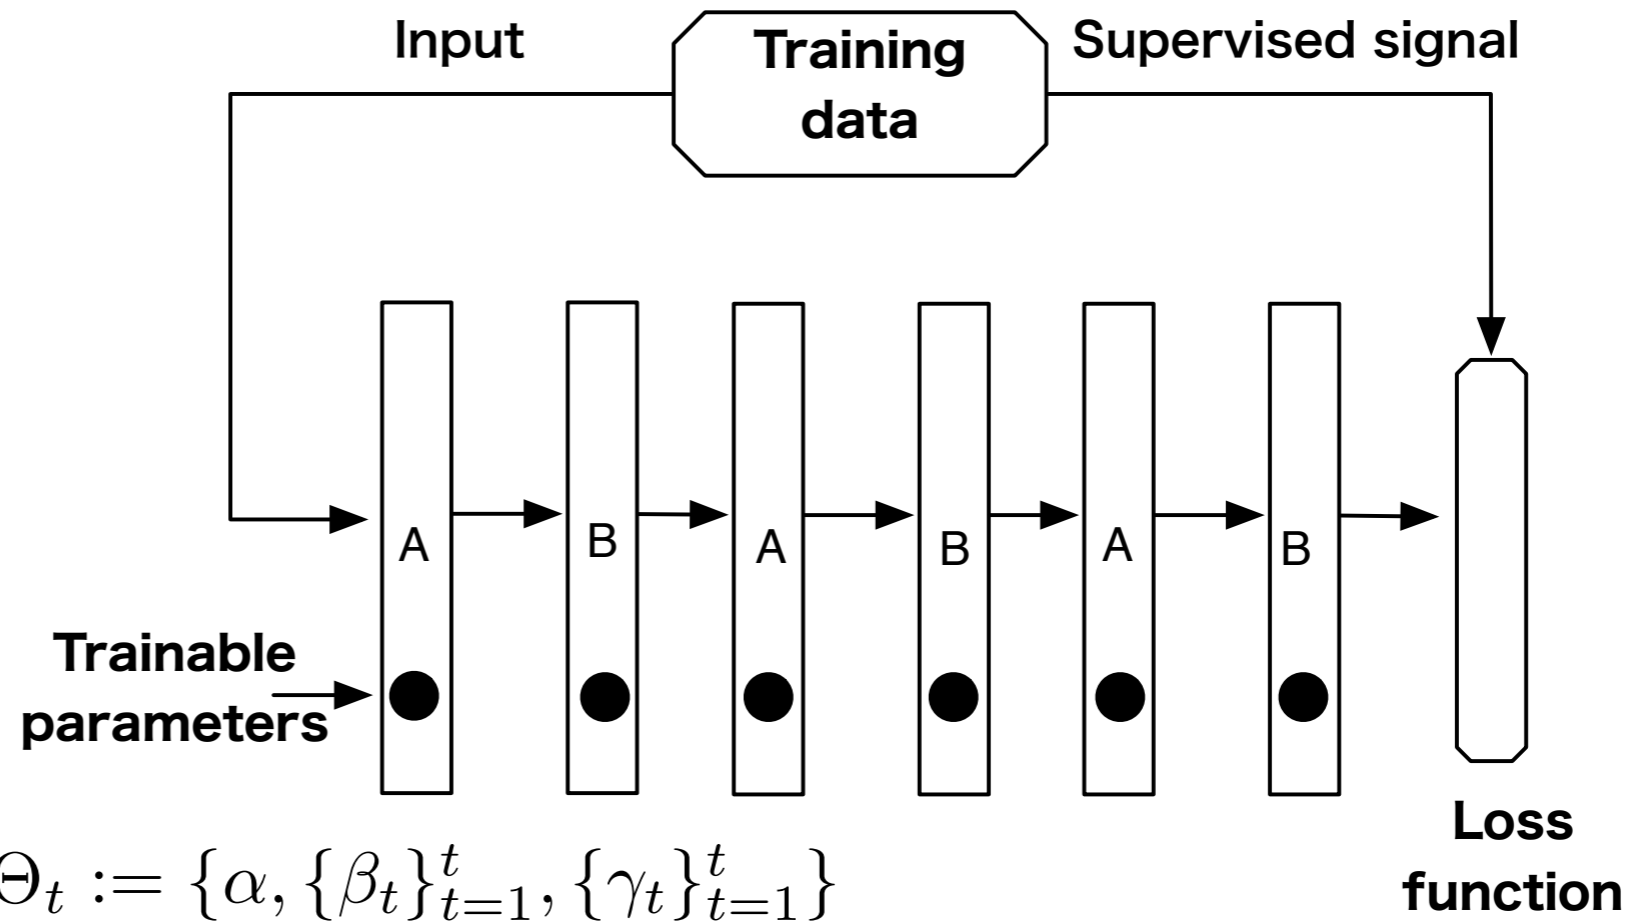 Input
Training
data
Supervised signal
A B A B A B
Trainable
parameters
Loss
function
Θ_t := {α, {β_t}_{t=1}^t, {γ_t}_{t=1}^t}